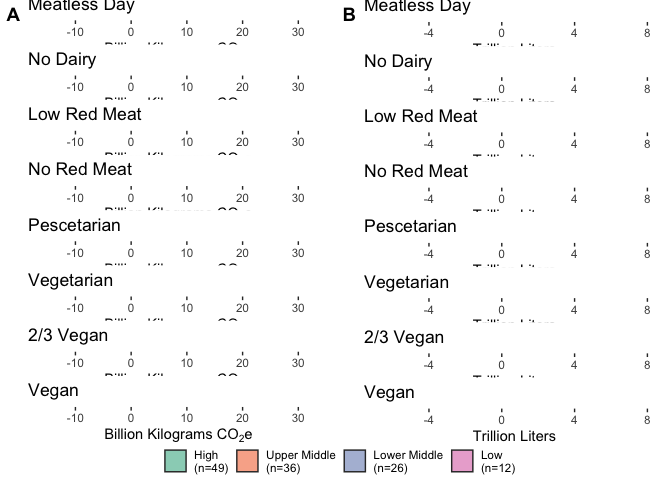 A
Meatless Day
-10 0 10 20 30
No Dairy
-10 0 10 20 30
Low Red Meat
-10 0 10 20 30
No Red Meat
-10 0 10 20 30
Pescetarian
-10 0 10 20 30
Vegetarian
-10 0 10 20 30
2/3 Vegan
-10 0 10 20 30
Vegan
-10 0 10 20 30
Billion Kilograms CO2e
B
Meatless Day
-4 0 4 8
No Dairy
-4 0 4 8
Low Red Meat
-4 0 4 8
No Red Meat
-4 0 4 8
Pescetarian
-4 0 4 8
Vegetarian
-4 0 4 8
2/3 Vegan
-4 0 4 8
Vegan
-4 0 4 8
Trillion Liters
High
(n=49)
Upper Middle
(n=36)
Lower Middle
(n=26)
Low
(n=12)